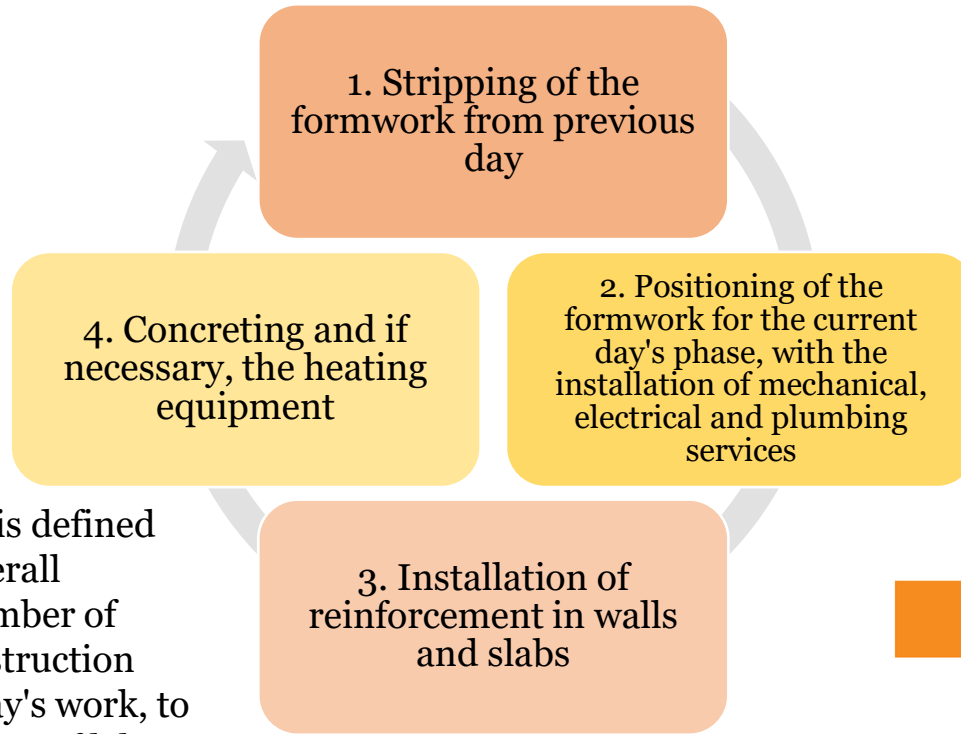 1. Stripping of the
formwork from previous
day
2. Positioning of the
formwork for the current
day's phase, with the
installation of mechanical,
electrical and plumbing
services
3. Installation of
reinforcement in walls
and slabs
4. Concreting and if
necessary, the heating
equipment
is defined
erall
mber of
struction
ay's work, to